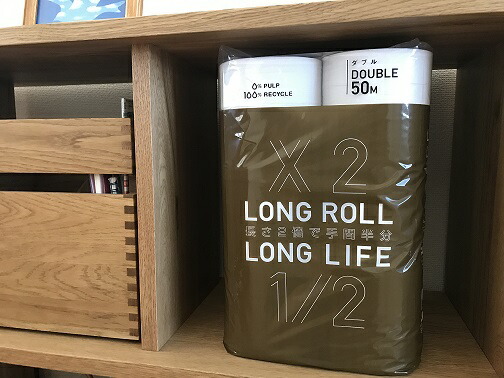 0% PULP
100% RECYCLE
ダブル
DOUBLE
50M
X 2
LONG ROLL
長さ2倍で手間半分
LONG LIFE
1/2